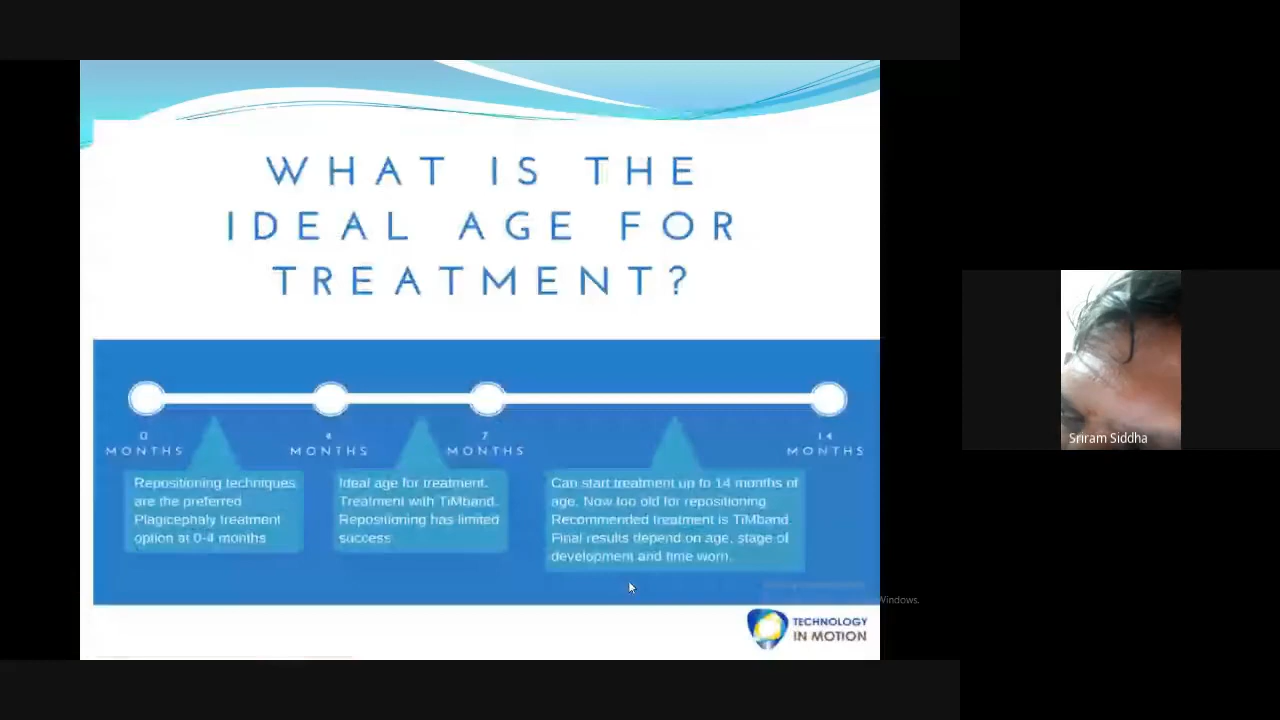 WHAT IS THE
IDEAL AGE FOR
TREATMENT?
0
MONTHS
4
MONTHS
7
MONTHS
14
MONTHS
Repositioning techniques
are the preferred
Plagicephaly treatment
option at 0-4 months
Ideal age for treatment.
Treatment with TiMband.
Repositioning has limited
success
Can start treatment up to 14 months of
age. Now too old for repositioning
Recommended treatment is TiMband
Final results depend on age, stage of
development and time worn.
TECHNOLOGY
IN MOTION
Windows.
Sriram Siddha